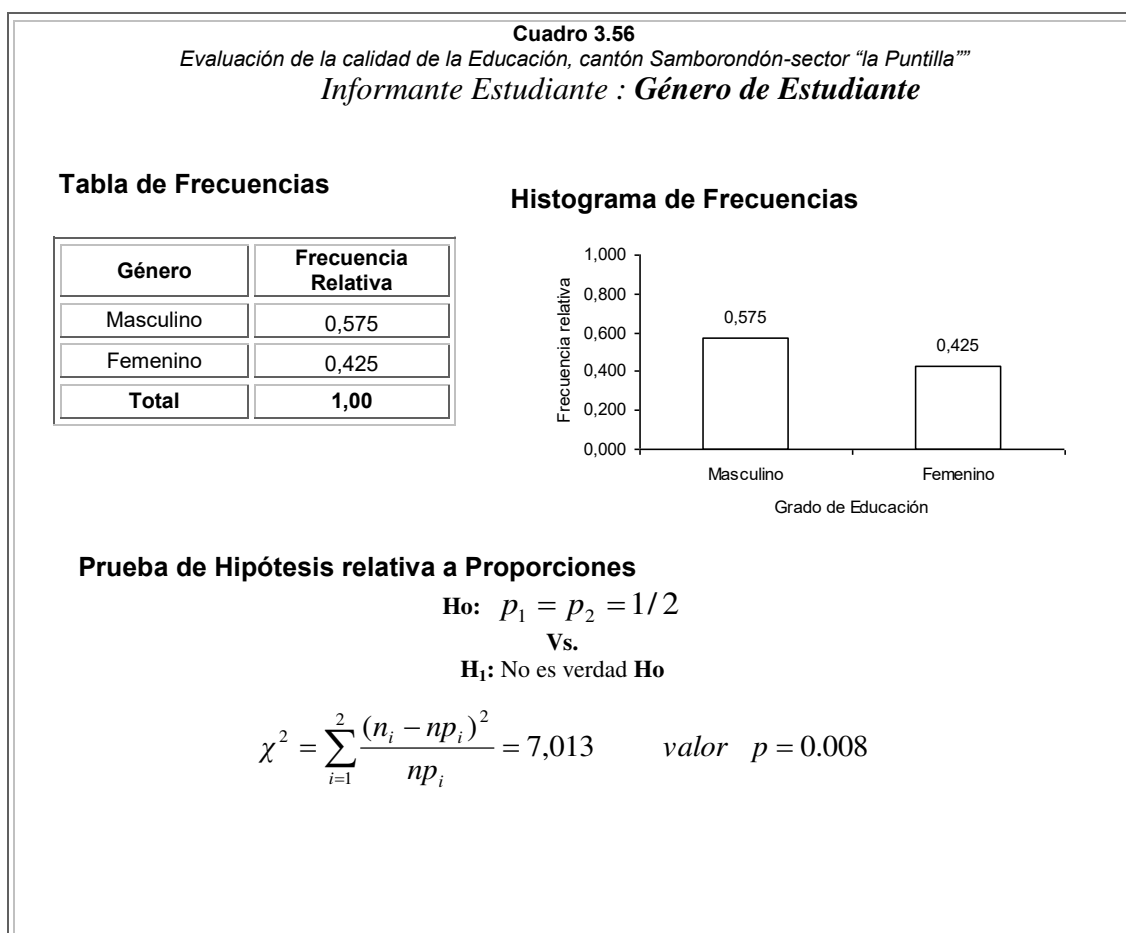 Cuadro 3.56
Evaluación de la calidad de la Educación, cantón Samborondón-sector “la Puntilla””
Informante Estudiante : Género de Estudiante
Tabla de Frecuencias
Género Frecuencia Relativa
Masculino 0,575
Femenino 0,425
Total 1,00
Histograma de Frecuencias
Frecuencia relativa
1,000
0,800
0,600
0,400
0,200
0,000
0,575
0,425
Masculino Femenino
Grado de Educación
Prueba de Hipótesis relativa a Proporciones
Ho: p₁ = p₂ = 1/2
Vs.
H₁: No es verdad Ho
χ² = ∑_{i=1}^{2} (n_i − np_i)² / np_i = 7,013 valor p = 0.008